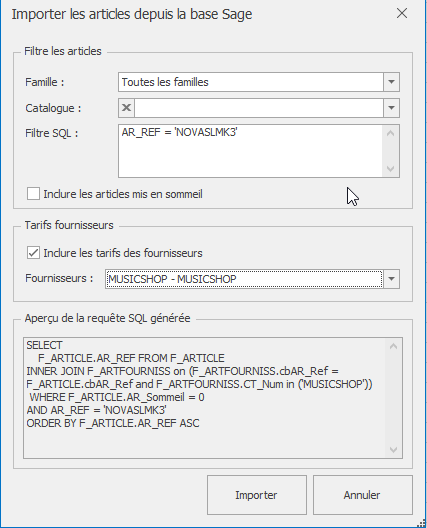 Importer les articles depuis la base Sage
Filtre les articles
Famille :
Toutes les familles
Catalogue :
Filtre SQL :
AR_REF = 'NOVASLMK3'
Inclure les articles mis en sommeil
Tarifs fournisseurs
Inclure les tarifs des fournisseurs
Fournisseurs :
MUSICSHOP - MUSICSHOP
Aperçu de la requête SQL générée
SELECT
F_ARTICLE.AR_REF FROM F_ARTICLE
INNER JOIN F_ARTFOURNISS on (F_ARTFOURNISS.cbAR_Ref =
F_ARTICLE.cbAR_Ref and F_ARTFOURNISS.CT_Num in ('MUSICSHOP'))
WHERE F_ARTICLE.AR_Sommeil = 0
AND AR_REF = 'NOVASLMK3'
ORDER BY F_ARTICLE.AR_REF ASC
Importer
Annuler